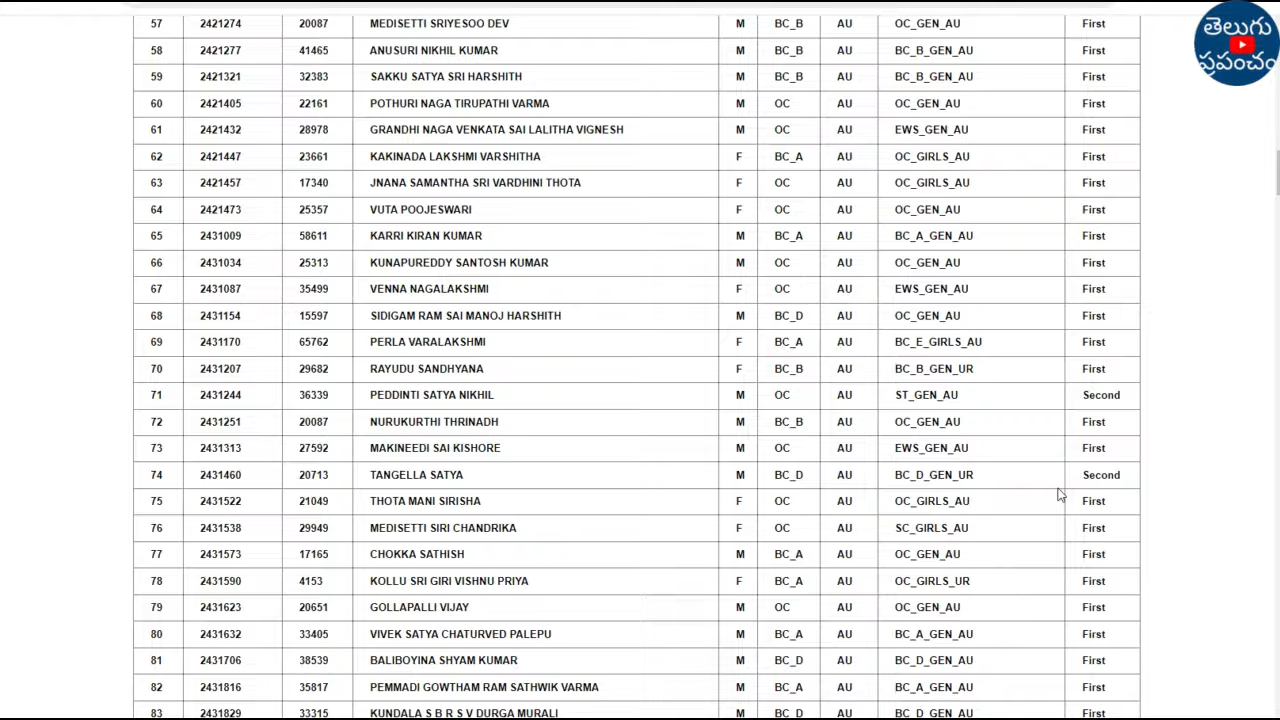 57 2421274 20087 MEDISETTI SRIYESOO DEV M BC_B AU OC_GEN_AU First
58 2421277 41465 ANUSURI NIKHIL KUMAR M BC_B AU BC_B_GEN_AU First
59 2421321 32383 SAKKU SATYA SRI HARSHITH M BC_B AU BC_B_GEN_AU First
60 2421405 22161 POTHURI NAGA TIRUPATHI VARMA M OC AU OC_GEN_AU First
61 2421432 28978 GRANDHI NAGA VENKATA SAI LALITHA VIGNESH M OC AU EWS_GEN_AU First
62 2421447 23661 KAKINADA LAKSHMI VARSHITHA F BC_A AU OC_GIRLS_AU First
63 2421457 17340 JNANA SAMANTHA SRI VARDHINI THOTA F OC AU OC_GIRLS_AU First
64 2421473 25357 VUTA POOJESWARI F OC AU OC_GEN_AU First
65 2431009 58611 KARRI KIRAN KUMAR M BC_A AU BC_A_GEN_AU First
66 2431034 25313 KUNAPUREDDY SANTOSH KUMAR M OC AU OC_GEN_AU First
67 2431087 35499 VENNA NAGALAKSHMI F OC AU EWS_GEN_AU First
68 2431154 15597 SIDIGAM RAM SAI MANOJ HARSHITH M BC_D AU OC_GEN_AU First
69 2431170 65762 PERLA VARALAKSHMI F BC_A AU BC_E_GIRLS_AU First
70 2431207 29682 RAYUDU SANDHYANA F BC_B AU BC_B_GEN_UR First
71 2431244 36339 PEDDINTI SATYA NIKHIL M OC AU ST_GEN_AU Second
72 2431251 20087 NURUKURTHI THRINADH M BC_B AU OC_GEN_AU First
73 2431313 27592 MAKINEEDI SAI KISHORE M OC AU EWS_GEN_AU First
74 2431460 20713 TANGELLA SATYA M BC_D AU BC_D_GEN_UR Second
75 2431522 21049 THOTA MANI SIRISHA F OC AU OC_GIRLS_AU First
76 2431538 29949 MEDISETTI SIRI CHANDRIKA F OC AU SC_GIRLS_AU First
77 2431573 17165 CHOKKA SATHISH M BC_A AU OC_GEN_AU First
78 2431590 4153 KOLLU SRI GIRI VISHNU PRIYA F BC_A AU OC_GIRLS_UR First
79 2431623 20651 GOLLAPALLI VIJAY M OC AU OC_GEN_AU First
80 2431632 33405 VIVEK SATYA CHATURVED PALEPU M BC_A AU BC_A_GEN_AU First
81 2431706 38539 BALIBOYINA SHYAM KUMAR M BC_D AU BC_D_GEN_AU First
82 2431816 35817 PEMMADI GOWTHAM RAM SATHWIK VARMA M BC_A AU BC_A_GEN_AU First
83 2431829 33315 KUNDALA S B R S V DURGA MURALI M BC_D AU BC_D_GEN_AU First
తెలుగు
ప్రపంచం